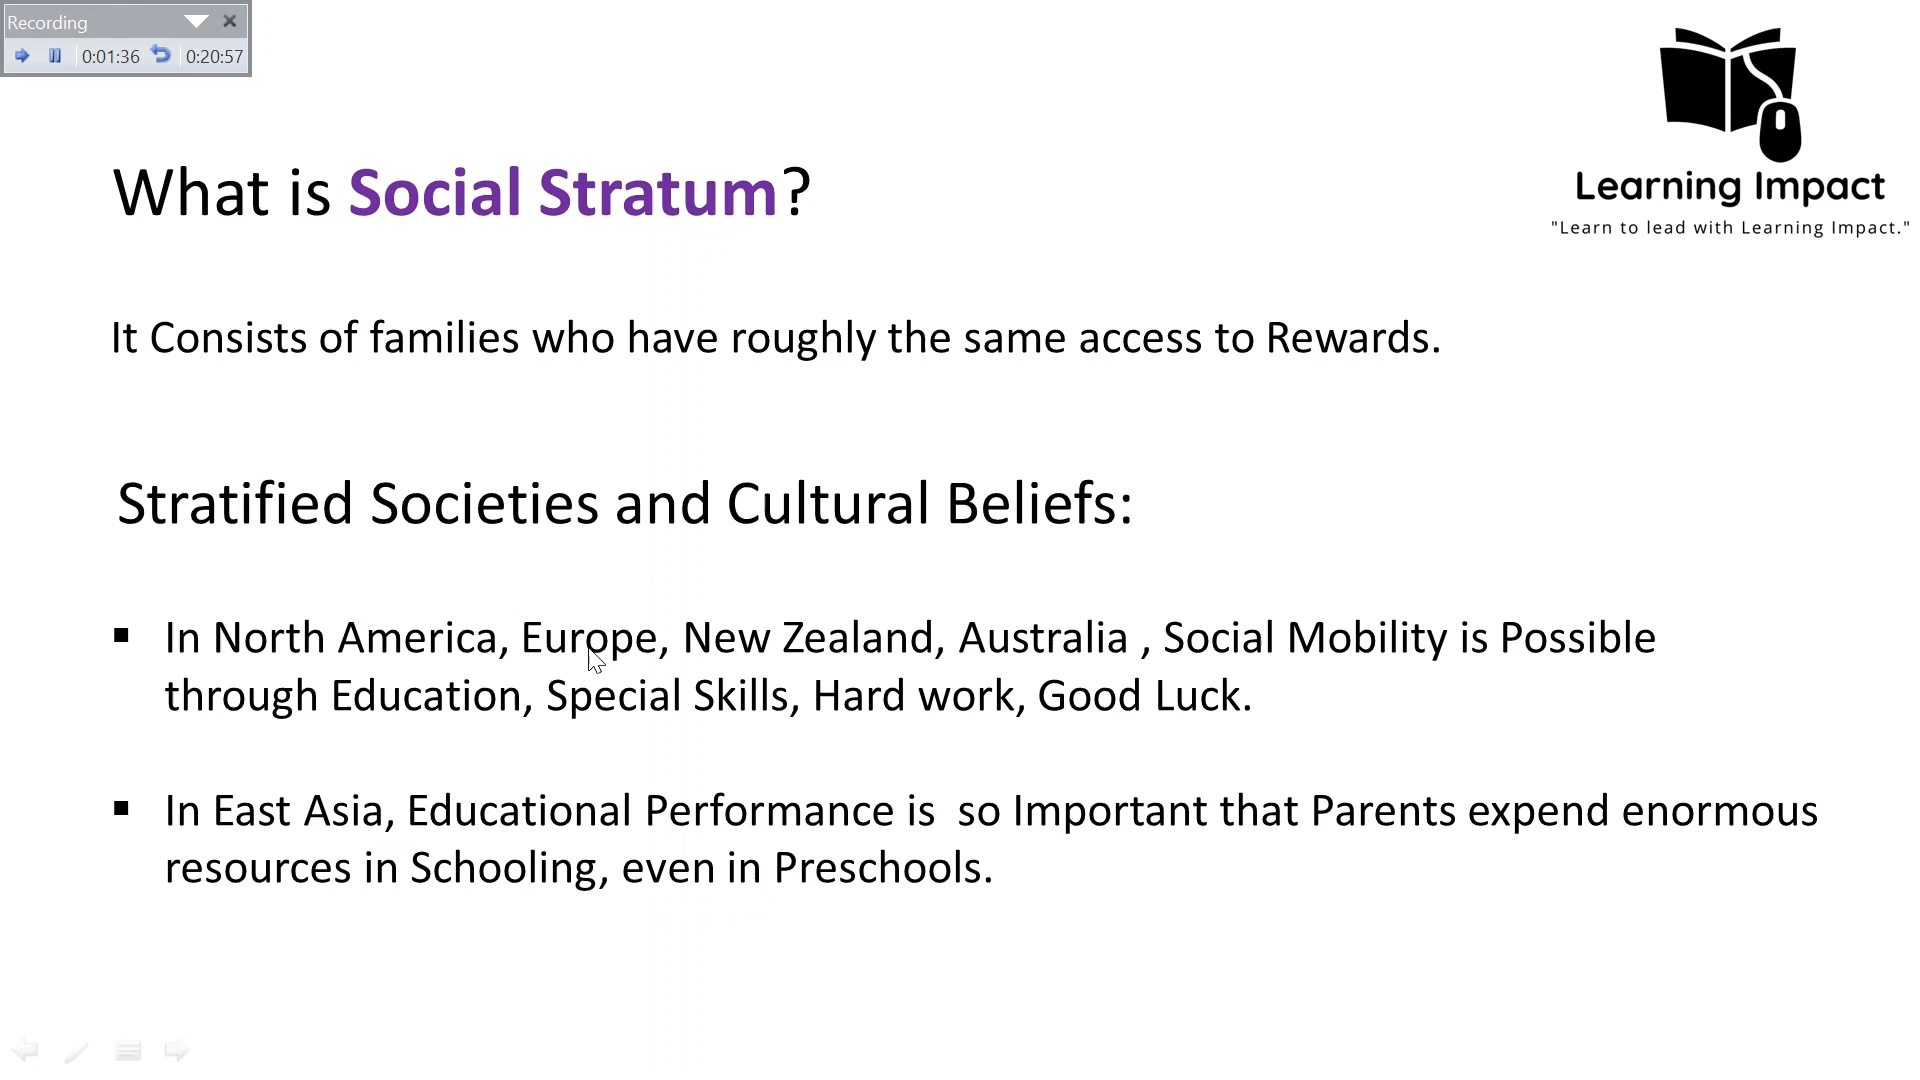 Recording
0:01:36 0:20:57
Learning Impact
"Learn to lead with Learning Impact."
What is Social Stratum?
It Consists of families who have roughly the same access to Rewards.
Stratified Societies and Cultural Beliefs:
▪ In North America, Europe, New Zealand, Australia , Social Mobility is Possible
through Education, Special Skills, Hard work, Good Luck.
▪ In East Asia, Educational Performance is  so Important that Parents expend enormous
resources in Schooling, even in Preschools.